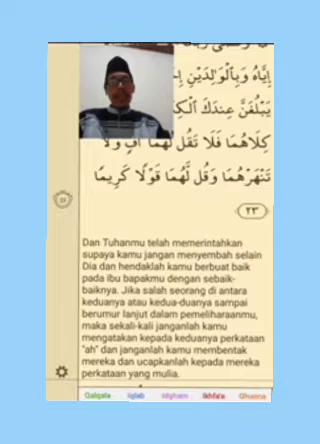 إِيَّاهُ وَبِالْوَالِدَيْنِ
يَبْلُغَنَّ عِندَكَ
كِلَاهُمَا فَلَا تَقُل لَّهُمَا أُفٍّ وَلَا
تَنْهَرْهُمَا وَقُل لَّهُمَا قَوْلًا كَرِيمًا
٢٣
Dan Tuhanmu telah memerintahkan
supaya kamu jangan menyembah selain
Dia dan hendaklah kamu berbuat baik
pada ibu bapakmu dengan sebaik-
baiknya. Jika salah seorang di antara
keduanya atau kedua-duanya sampai
berumur lanjut dalam pemeliharaanmu,
maka sekali-kali janganlah kamu
mengatakan kepada keduanya perkataan
"ah" dan janganlah kamu membentak
mereka dan ucapkanlah kepada mereka
perkataan yang mulia.
Qalqala Iqlab Idgham Ikhfa'a Ghunna